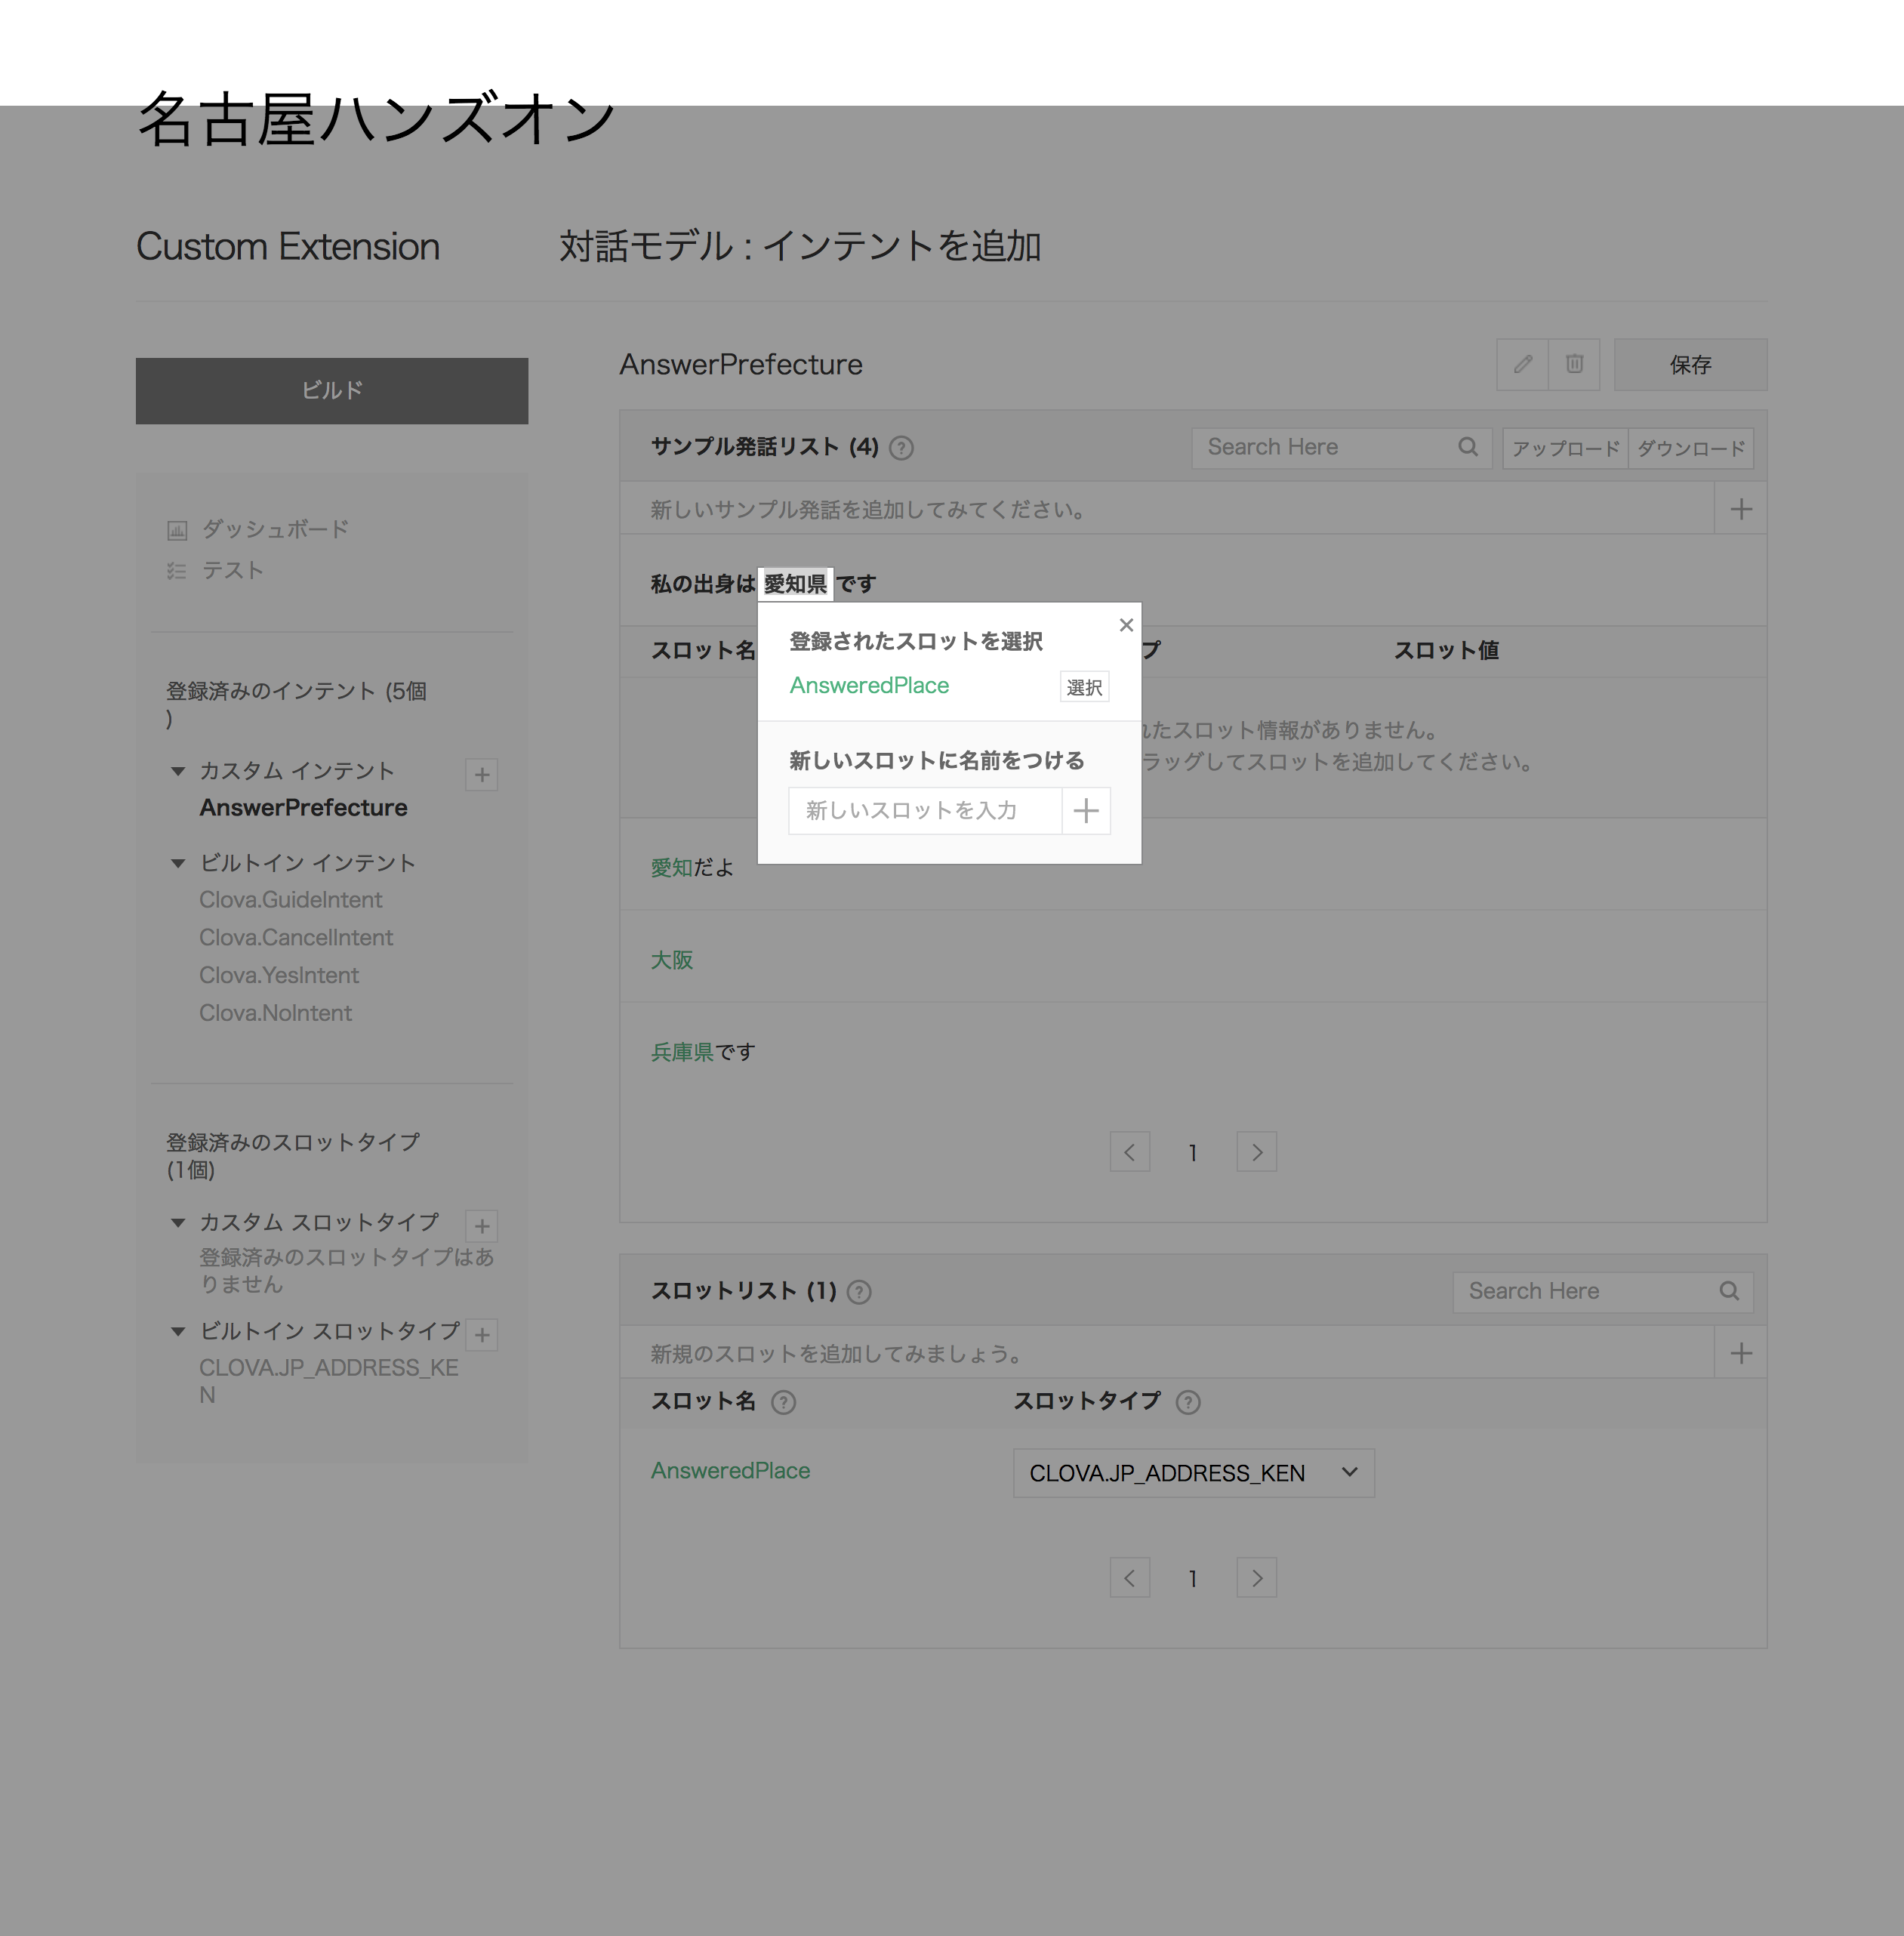 名古屋ハンズオン
Custom Extension
対話モデル : インテントを追加
ビルド
ダッシュボード
テスト
登録済みのインテント (5個
)
カスタム インテント
AnswerPrefecture
ビルトイン インテント
Clova.GuideIntent
Clova.CancelIntent
Clova.YesIntent
Clova.NoIntent
登録済みのスロットタイプ
(1個)
カスタム スロットタイプ
登録済みのスロットタイプはあ
りません
ビルトイン スロットタイプ
CLOVA.JP_ADDRESS_KE
N
AnswerPrefecture
保存
サンプル発話リスト (4) ?
Search Here
アップロード
ダウンロード
新しいサンプル発話を追加してみてください。
私の出身は 愛知県 です
スロット名
プ
スロット値
登録されたスロットを選択
AnsweredPlace
選択
新しいスロットに名前をつける
新しいスロットを入力
たスロット情報がありません。
ラッグしてスロットを追加してください。
愛知だよ
大阪
兵庫県です
1
スロットリスト (1) ?
Search Here
新規のスロットを追加してみましょう。
スロット名 ?
スロットタイプ ?
AnsweredPlace
CLOVA.JP_ADDRESS_KEN
1